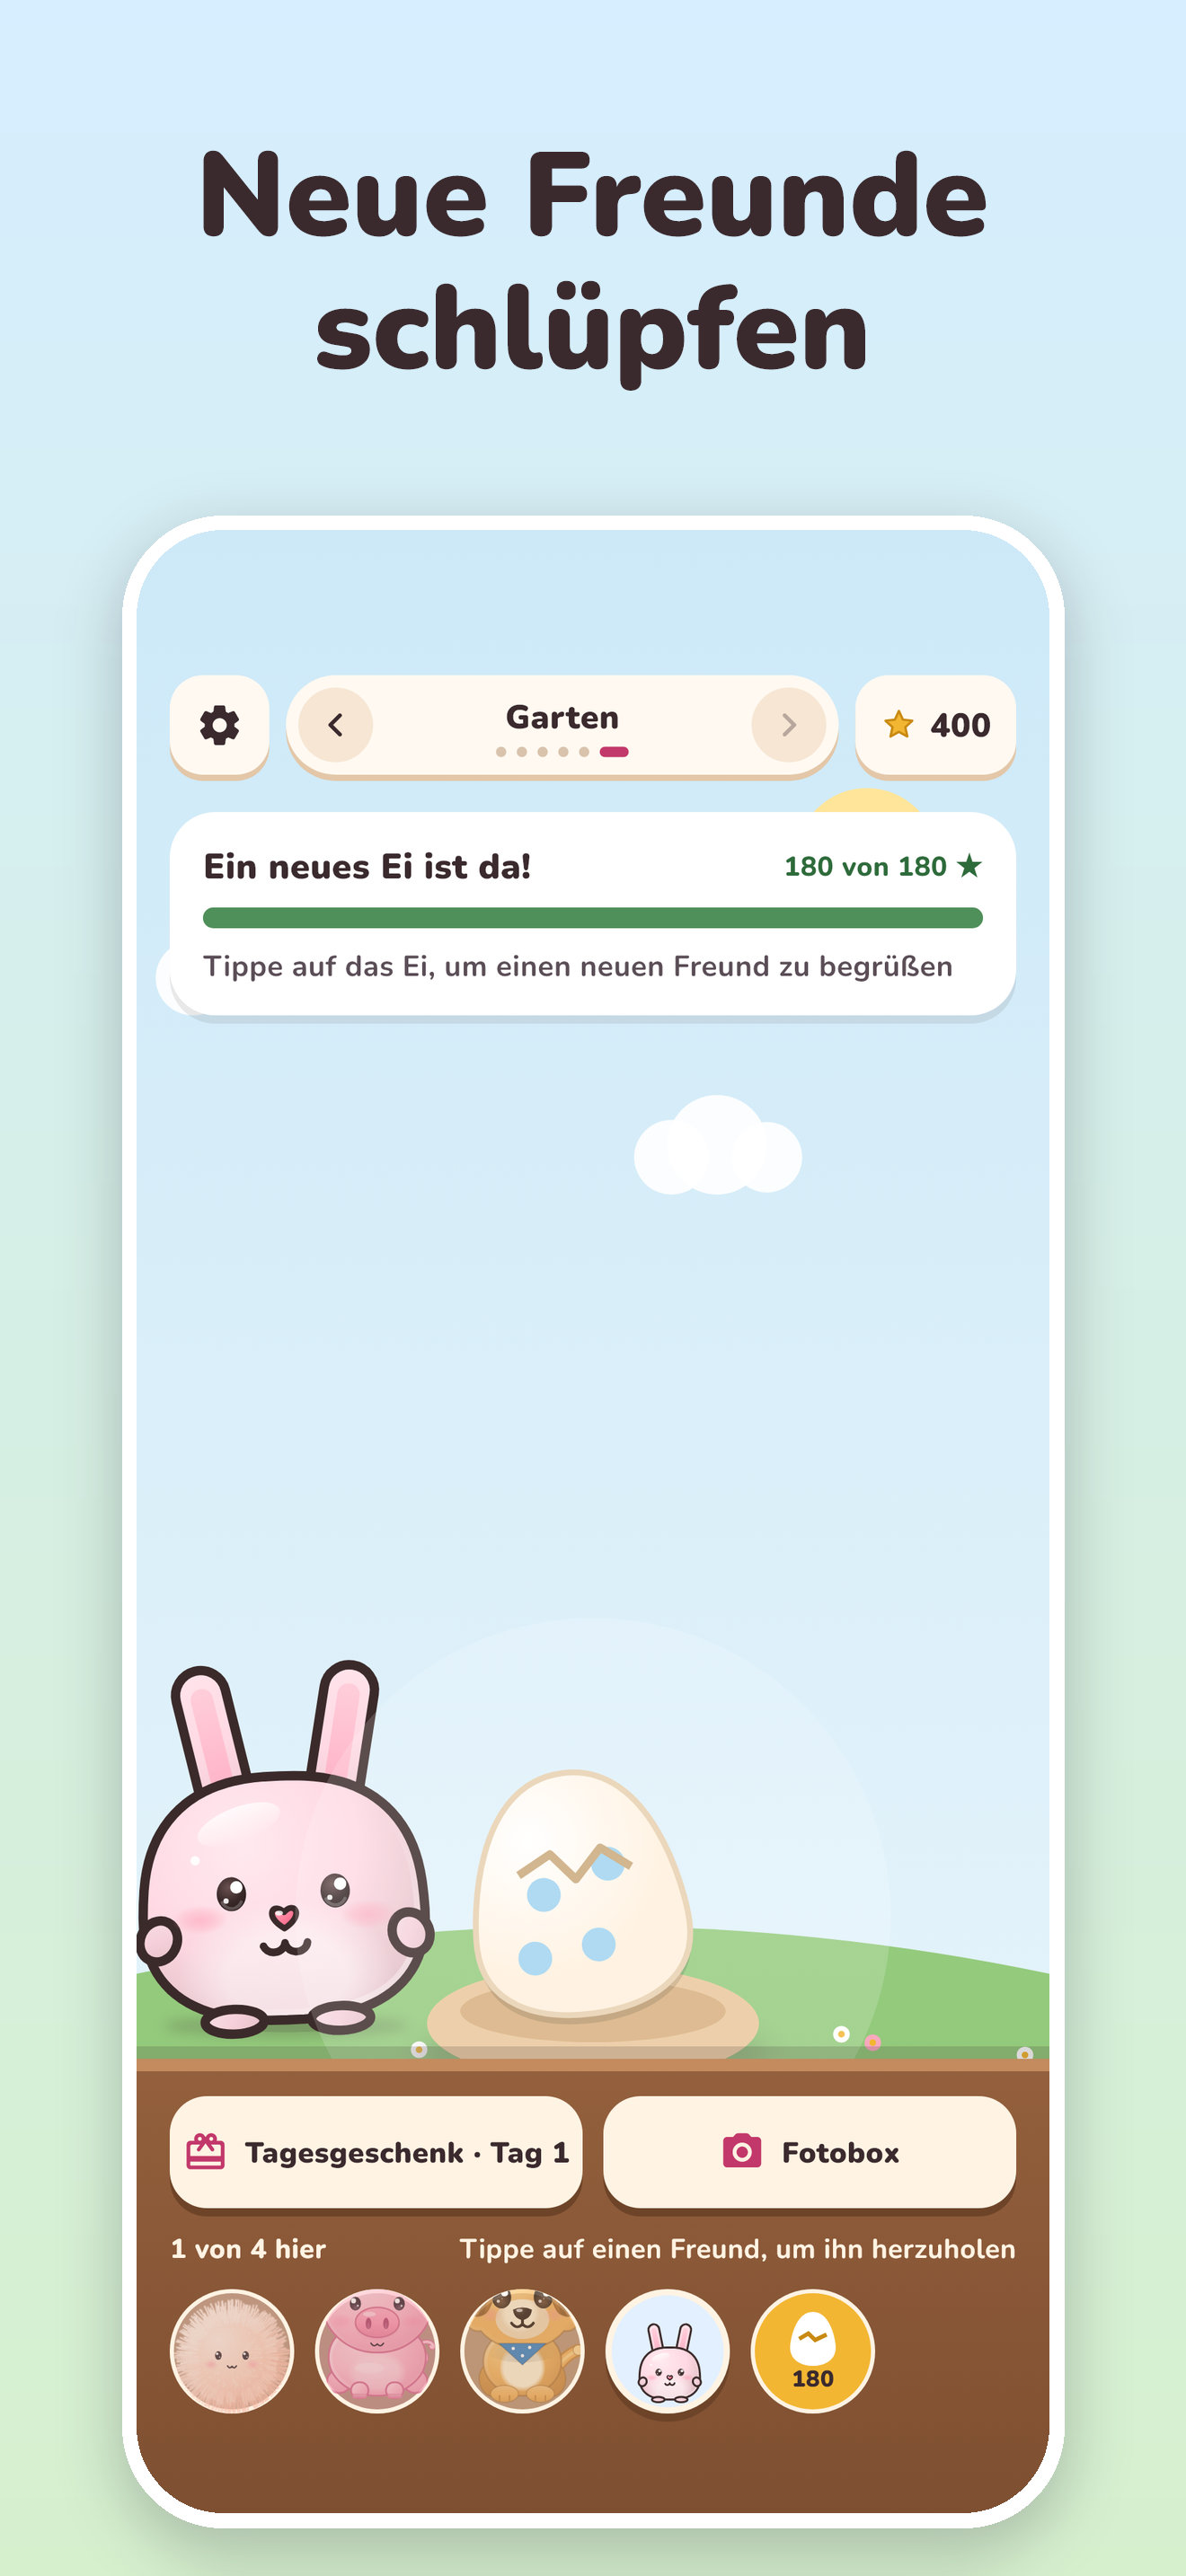 Neue Freunde
schlüpfen
Garten
400
Ein neues Ei ist da!
180 von 180 ★
Tippe auf das Ei, um einen neuen Freund zu begrüßen
Tagesgeschenk · Tag 1
Fotobox
1 von 4 hier
Tippe auf einen Freund, um ihn herzuholen
180